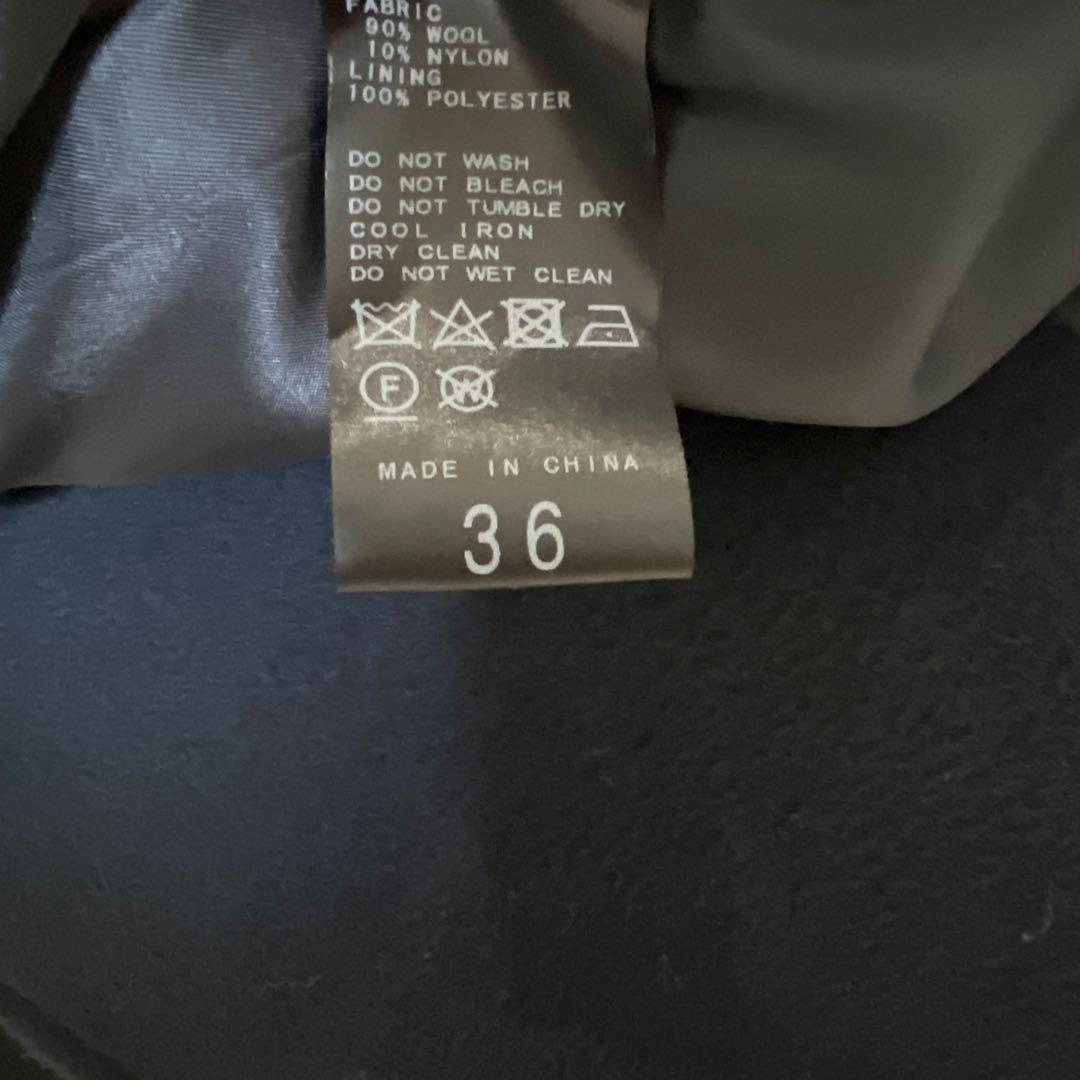 FABRIC
90% WOOL
10% NYLON
LINING
100% POLYESTER
DO NOT WASH
DO NOT BLEACH
DO NOT TUMBLE DRY
COOL IRON
DRY CLEAN
DO NOT WET CLEAN
F W
MADE IN CHINA
36